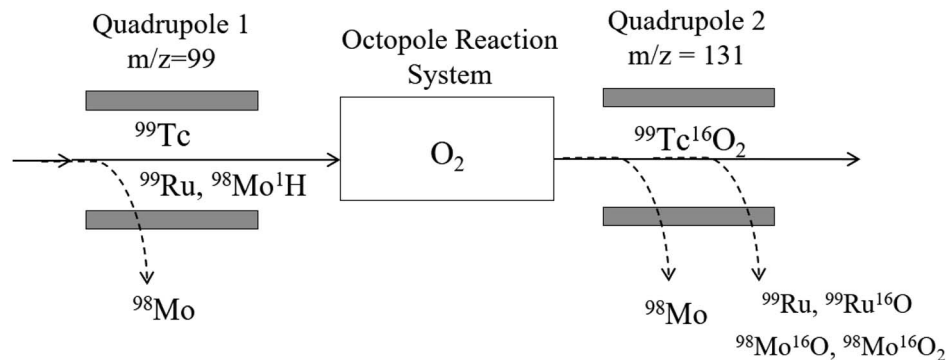 Quadrupole 1
m/z=99
Octopole Reaction
System
Quadrupole 2
m/z = 131
⁹⁹Tc
⁹⁹Ru, ⁹⁸Mo¹H
O₂
⁹⁹Tc¹⁶O₂
⁹⁸Mo
⁹⁸Mo
⁹⁹Ru, ⁹⁹Ru¹⁶O
⁹⁸Mo¹⁶O, ⁹⁸Mo¹⁶O₂